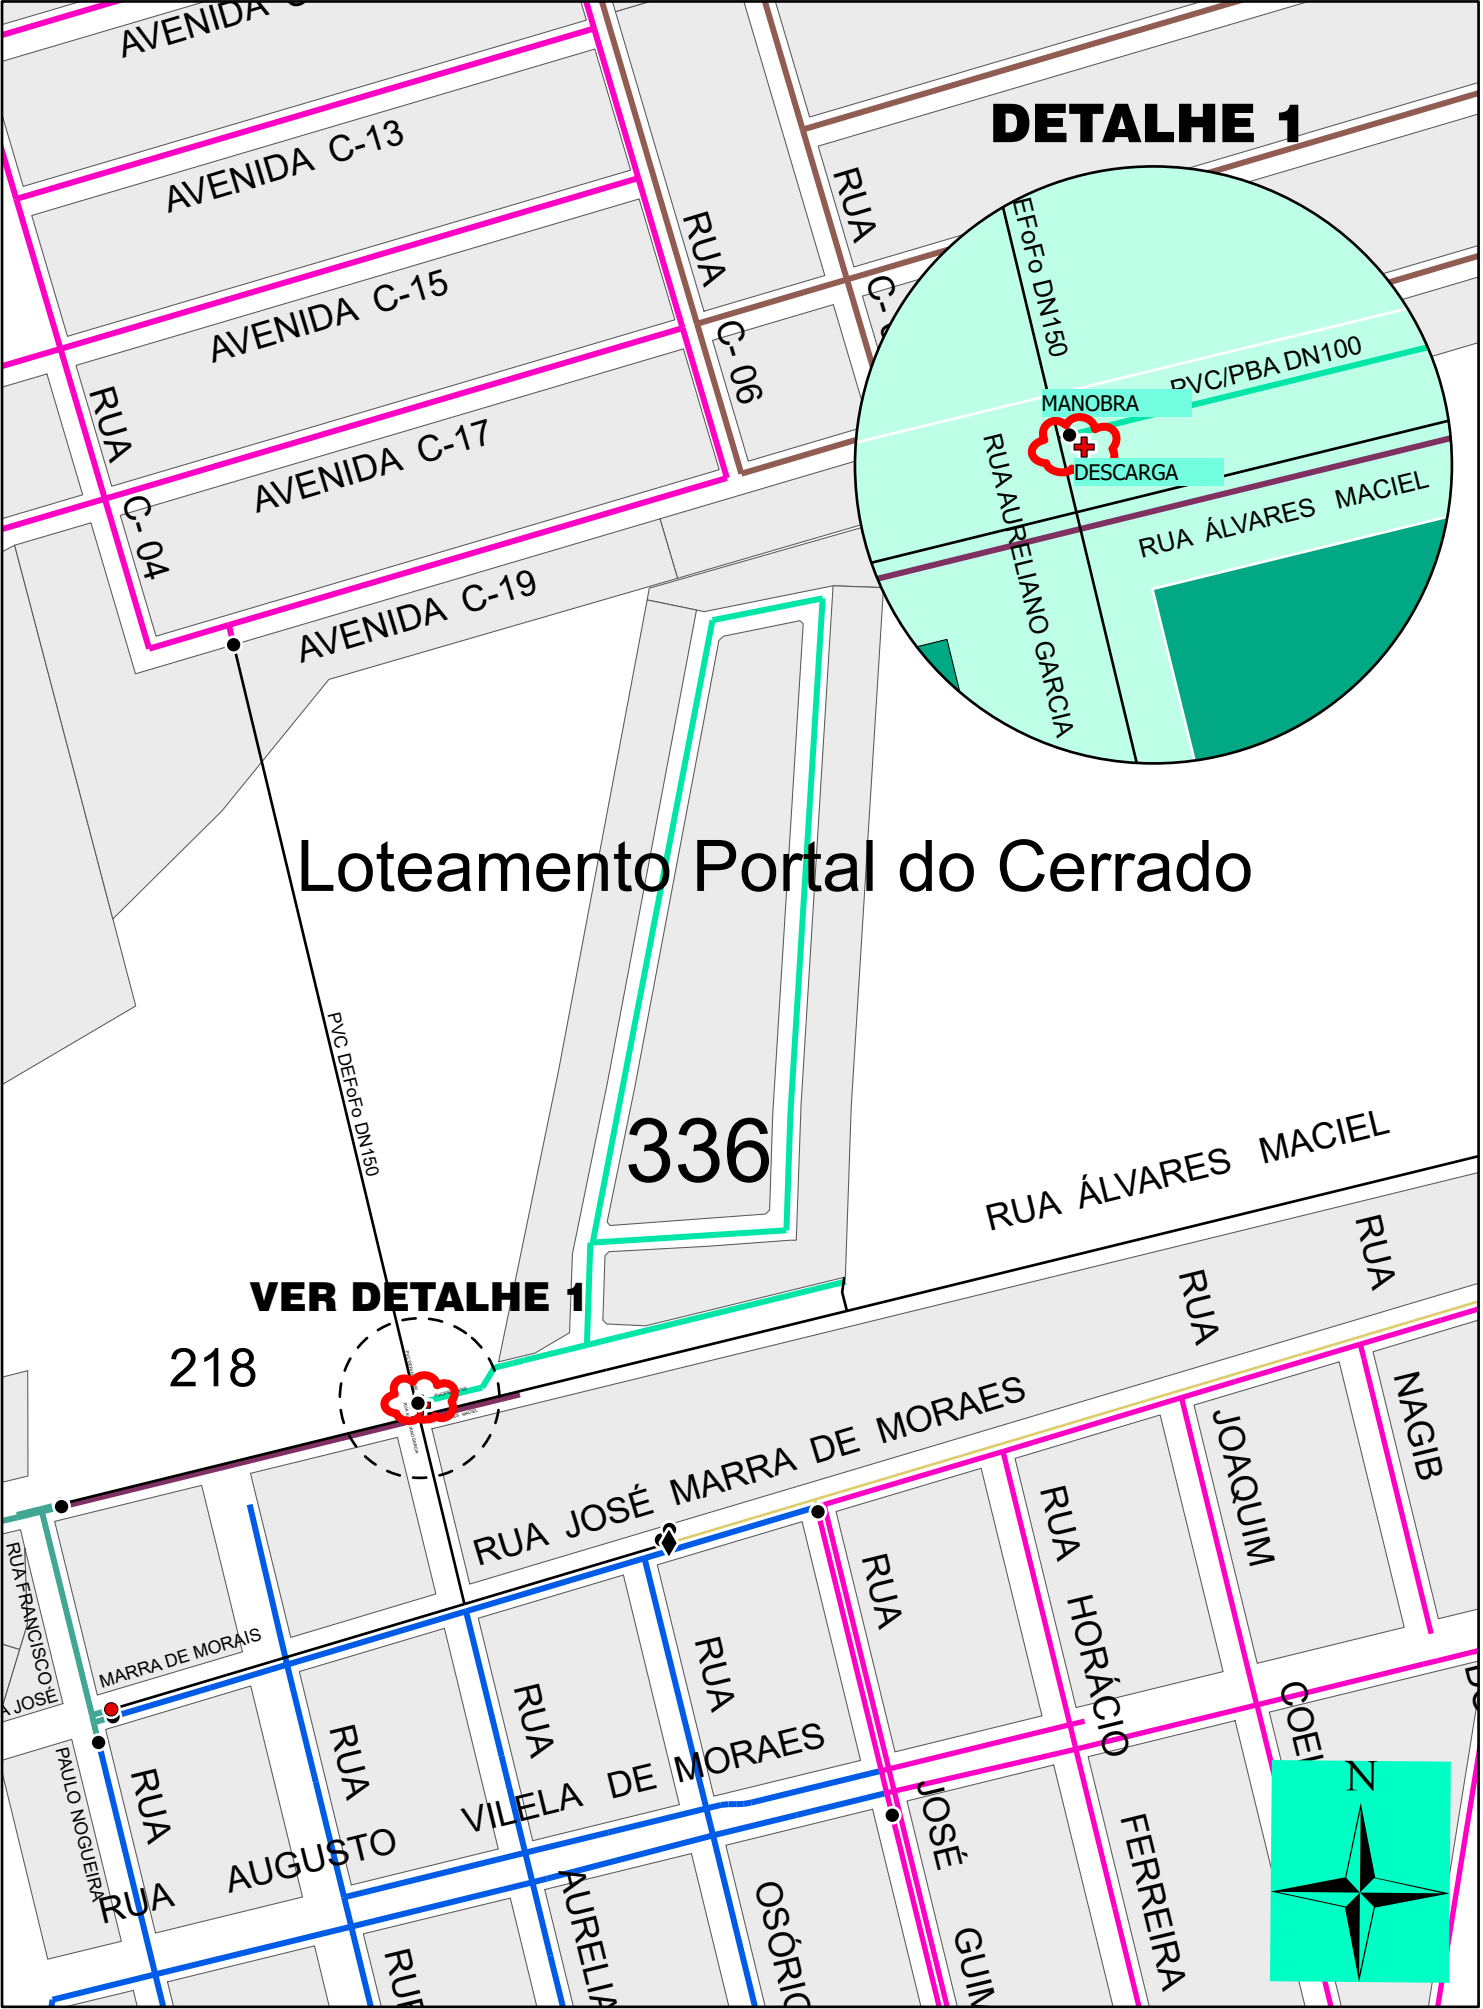 AVENIDA
DETALHE 1
AVENIDA C-13
RUA
RUA
C- 06
AVENIDA C-15
RUA
C- 04
AVENIDA C-17
AVENIDA C-19
EFoFo DN150
PVC/PBA DN100
MANOBRA
DESCARGA
RUA AURELIANO GARCIA
RUA ÁLVARES MACIEL
Loteamento Portal do Cerrado
PVC DEFoFo DN150
336
RUA ÁLVARES MACIEL
VER DETALHE 1
218
RUA JOSÉ MARRA DE MORAES
RUA
RUA
NAGIB
JOAQUIM
RUA HORÁCIO
FERREIRA
RUA
JOSÉ
RUA
OSÓRIO
RUA
RUA
RUA
RUA FRANCISCO
MARRA DE MORAIS
A JOSÉ
PAULO NOGUEIRA
RUA AUGUSTO VILELA DE MORAES
N